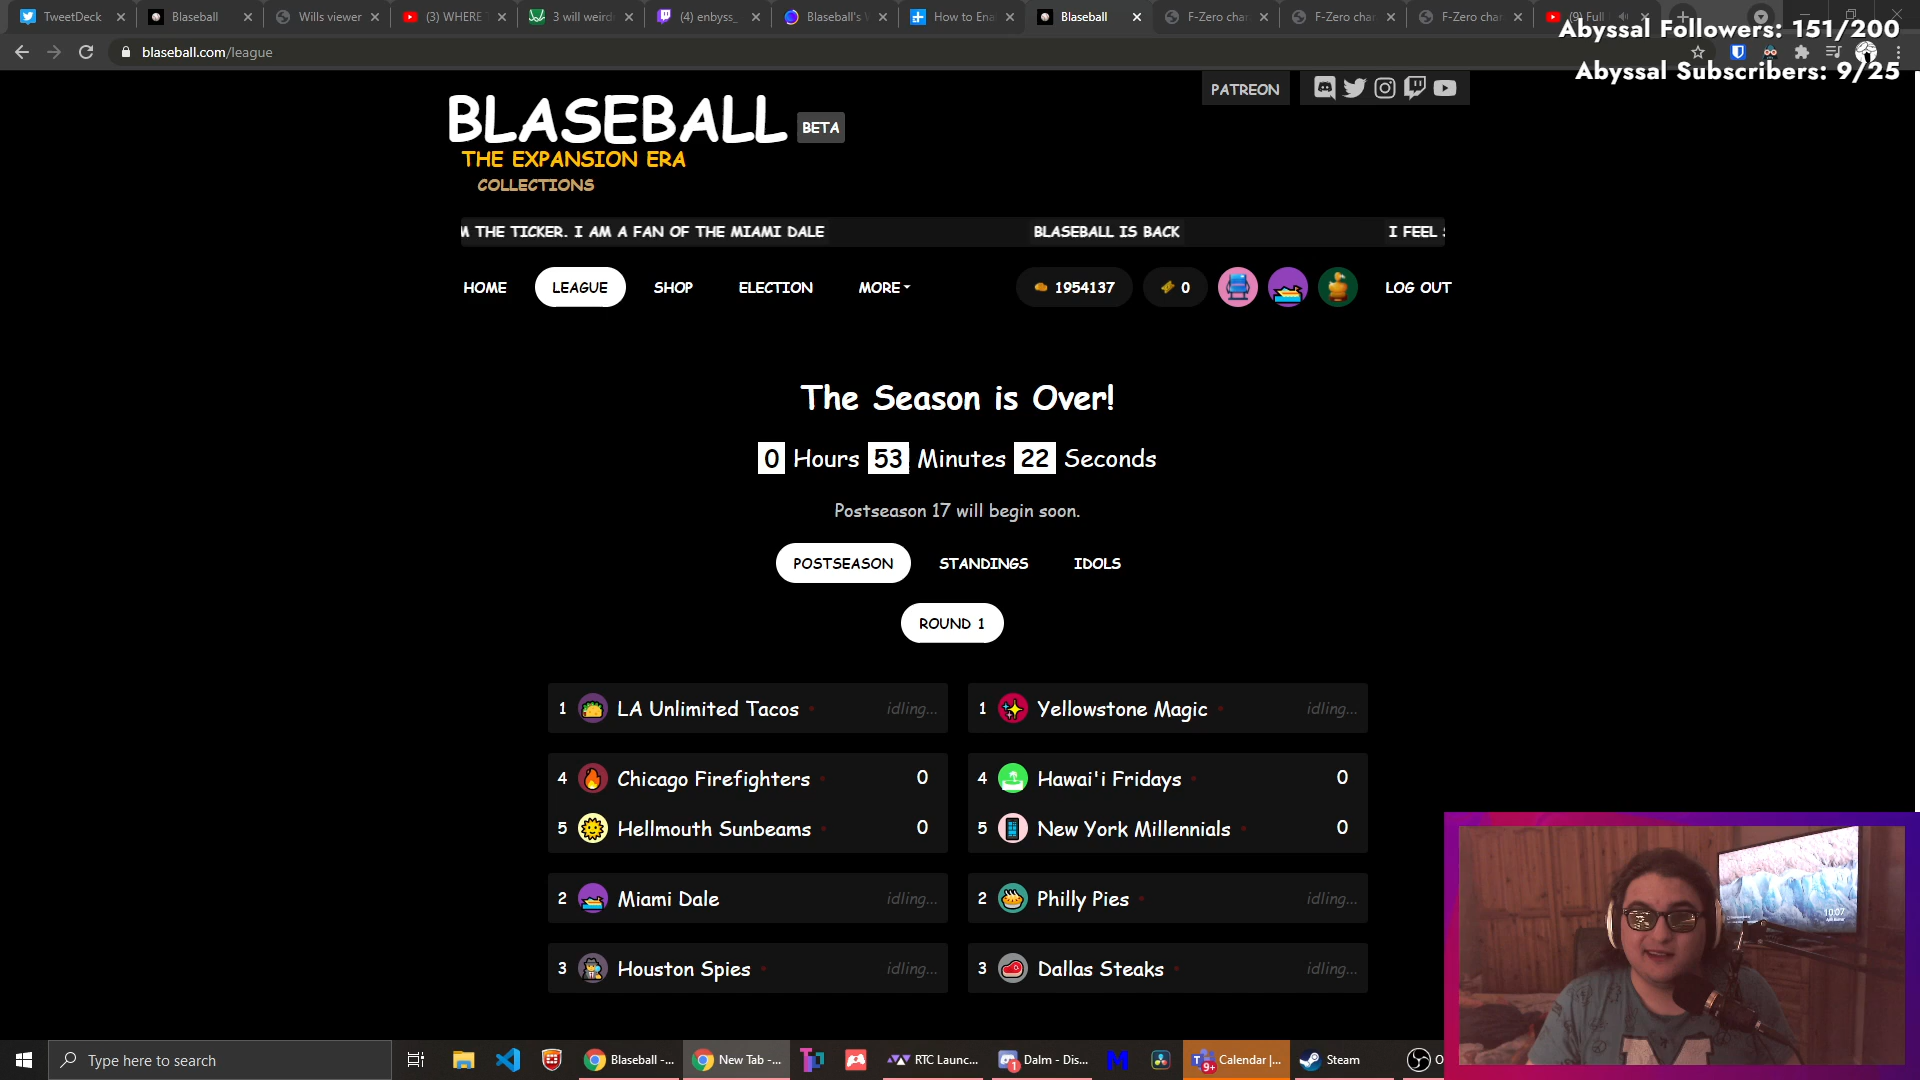 TweetDeck
Blaseball
Wills viewer
(3) WHERE
3 will weird
(4) enbyss_
Blaseball's
How to Ena
Blaseball
F-Zero char
F-Zero char
F-Zero char
(9) Full
Abyssal Followers: 151/200
blaseball.com/league
Abyssal Subscribers: 9/25
PATREON
BLASEBALL BETA
THE EXPANSION ERA
COLLECTIONS
M THE TICKER. I AM A FAN OF THE MIAMI DALE BLASEBALL IS BACK I FEEL
HOME LEAGUE SHOP ELECTION MORE 1954137 0 LOG OUT
The Season is Over!
0 Hours 53 Minutes 22 Seconds
Postseason 17 will begin soon.
POSTSEASON STANDINGS IDOLS
ROUND 1
1 LA Unlimited Tacos idling...
1 Yellowstone Magic idling...
4 Chicago Firefighters 0
5 Hellmouth Sunbeams 0
4 Hawai'i Fridays 0
5 New York Millennials 0
2 Miami Dale idling...
2 Philly Pies idling...
3 Houston Spies idling...
3 Dallas Steaks idling...
10:07
M
Type here to search
Blaseball -...
New Tab -...
RTC Launc...
1
Dalm - Dis...
9+
Calendar |...
Steam
O